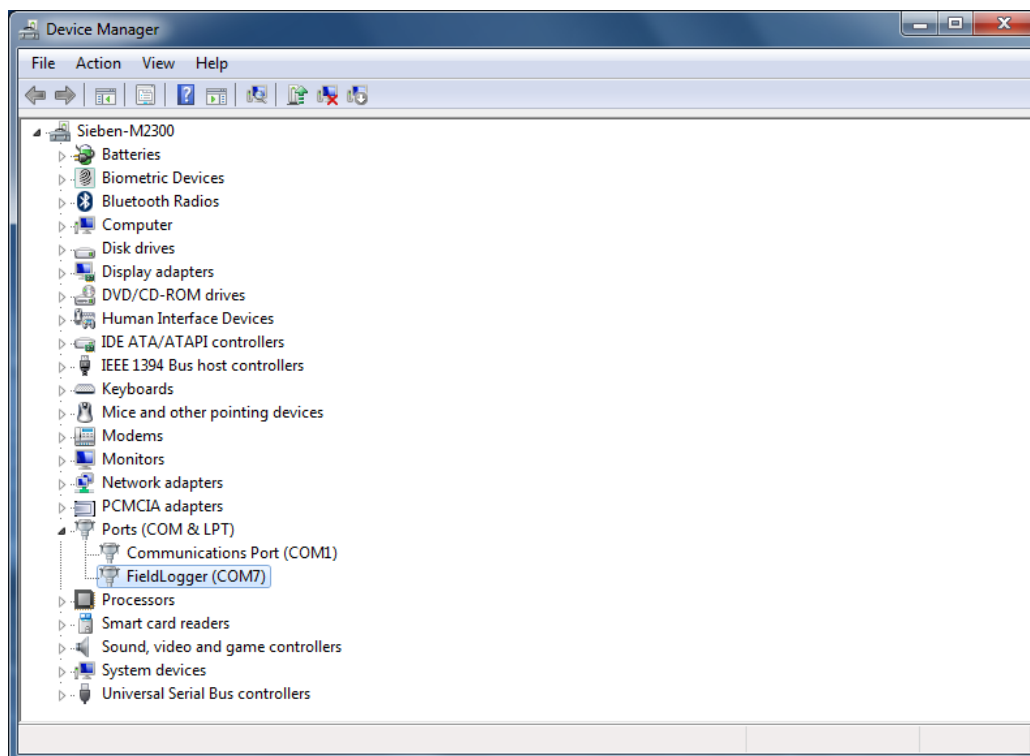 Device Manager
File Action View Help
Sieben-M2300
Batteries
Biometric Devices
Bluetooth Radios
Computer
Disk drives
Display adapters
DVD/CD-ROM drives
Human Interface Devices
IDE ATA/ATAPI controllers
IEEE 1394 Bus host controllers
Keyboards
Mice and other pointing devices
Modems
Monitors
Network adapters
PCMCIA adapters
Ports (COM & LPT)
Communications Port (COM1)
FieldLogger (COM7)
Processors
Smart card readers
Sound, video and game controllers
System devices
Universal Serial Bus controllers